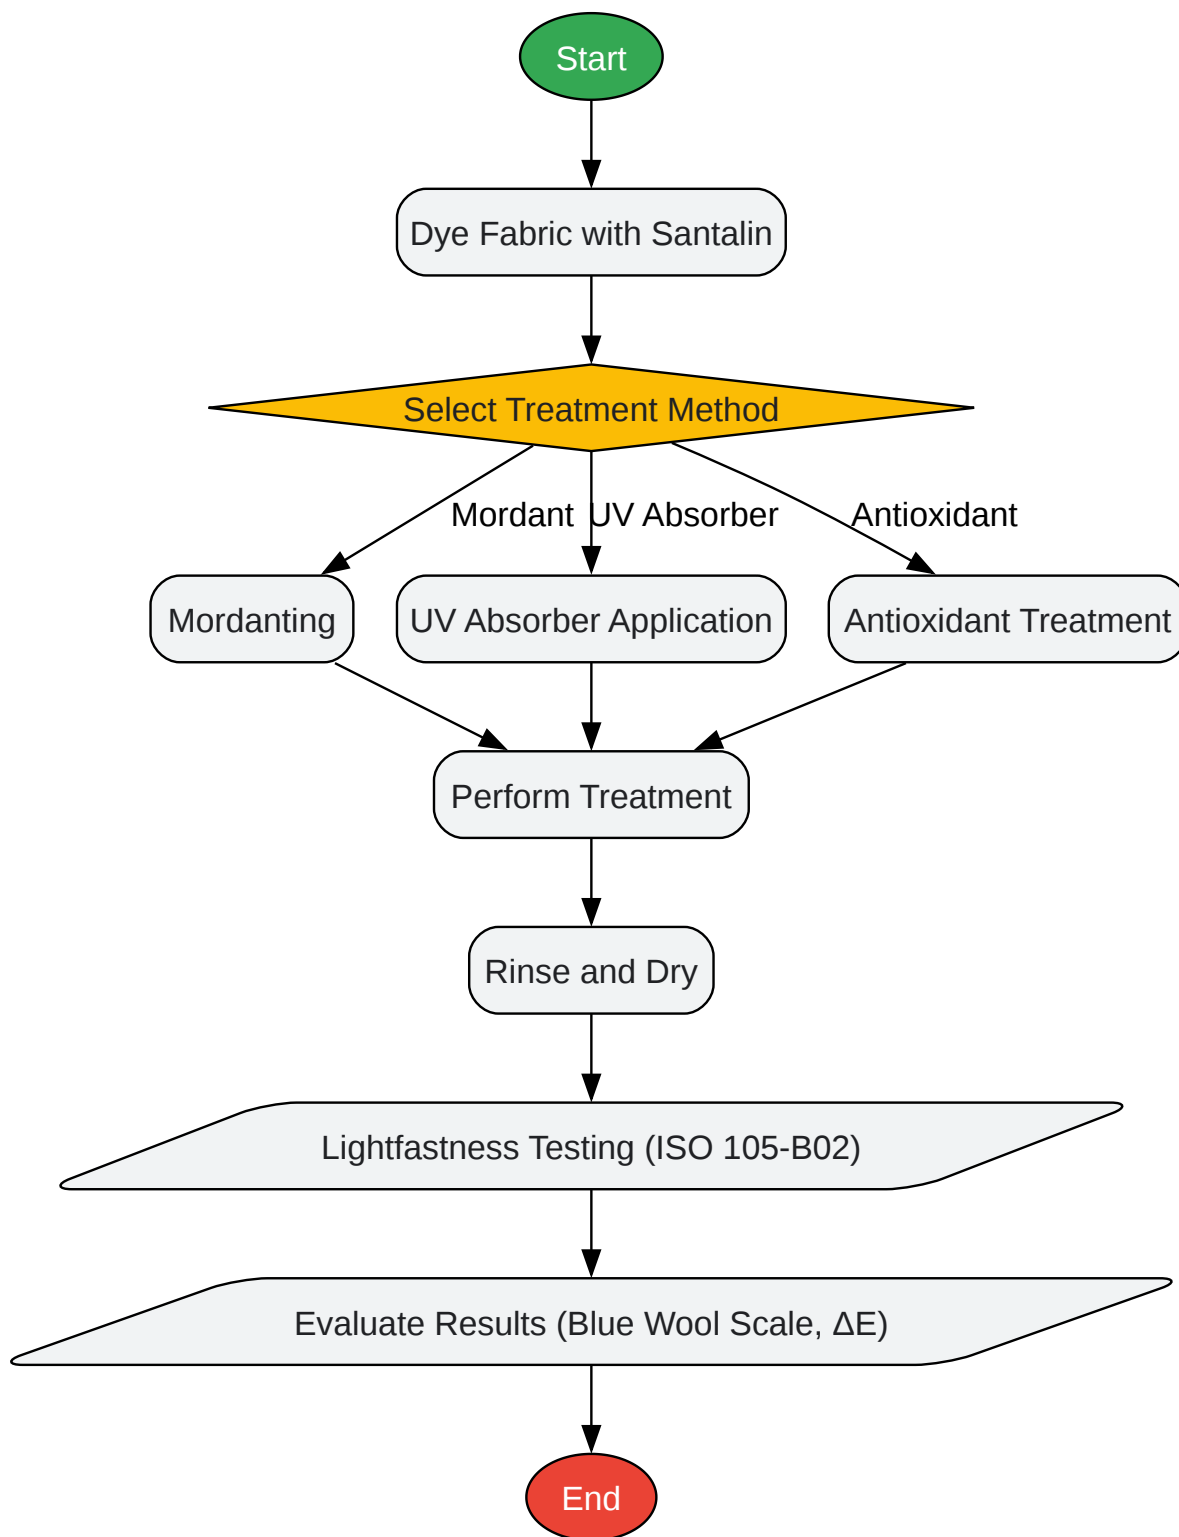 Start
Dye Fabric with Santalin
Select Treatment Method
Mordant
UV Absorber
Antioxidant
Mordanting
UV Absorber Application
Antioxidant Treatment
Perform Treatment
Rinse and Dry
Lightfastness Testing (ISO 105-B02)
Evaluate Results (Blue Wool Scale, ΔE)
End